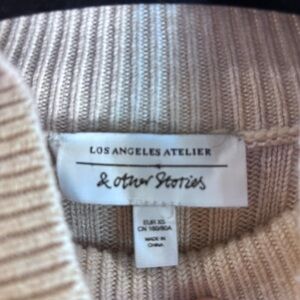 LOS ANGELES ATELIER
& other Stories
EUR XS
CN 160/80A
MADE IN
CHINA